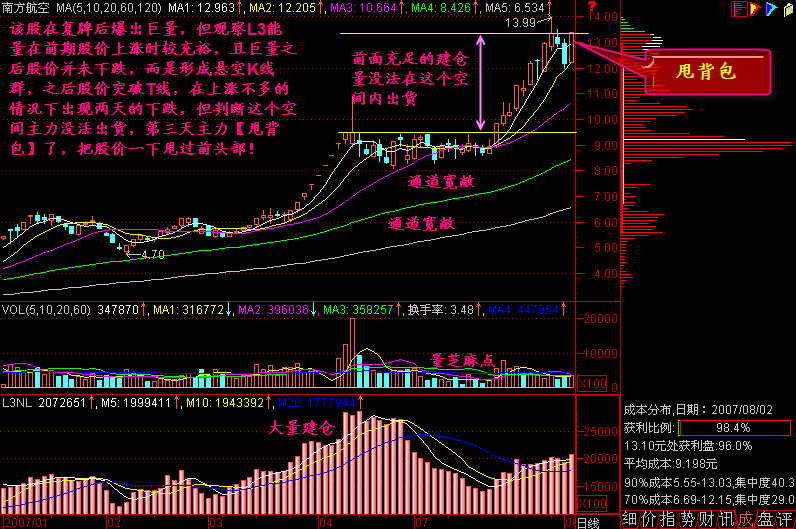 南方航空 MA(5,10,20,60,120) MA1: 12.963↑, MA2: 12.205↑, MA3: 10.664↑, MA4: 8.426↑, MA5: 6.534↑
该股在复牌后爆出巨量，但观察L3能
量在前期股价上涨时较充裕，且巨量之
后股价并未下跌，而是形成悬空K线
群，之后股价突破T线，在上涨不多的
情况下出现两天的下跌，但判断这个空
间主力没法出货，第三天主力【甩背
包】了，把股价一下甩过前头部！
13.99
前面充足的建仓
量没法在这个空
间内出货
甩背包
通道宽敞
通道宽敞
4.70
14.00
13.00
12.00
11.00
10.00
9.00
8.00
7.00
6.00
5.00
4.00
VOL(5,10,20,60) 347870↑, MA1: 316772↓, MA2: 396036↓, MA3: 358257↑, 换手率: 3.48↑, MA4: 447954↑
量芝麻点
20000
10000
X100
L3NL 2072651↑, M5: 1999411↑, M10: 1943392↑, M20: 1777944↑
大量建仓
25000
20000
15000
10000
X100
2007/01 02 03 04 07 08 日线
成本分布,日期: 2007/08/02
获利比例: 98.4%
13.10元处获利盘:96.0%
平均成本:9.198元
90%成本5.55-13.03,集中度40.3
70%成本6.69-12.15,集中度29.0
细 价 指 势 财 讯 成 盘 评